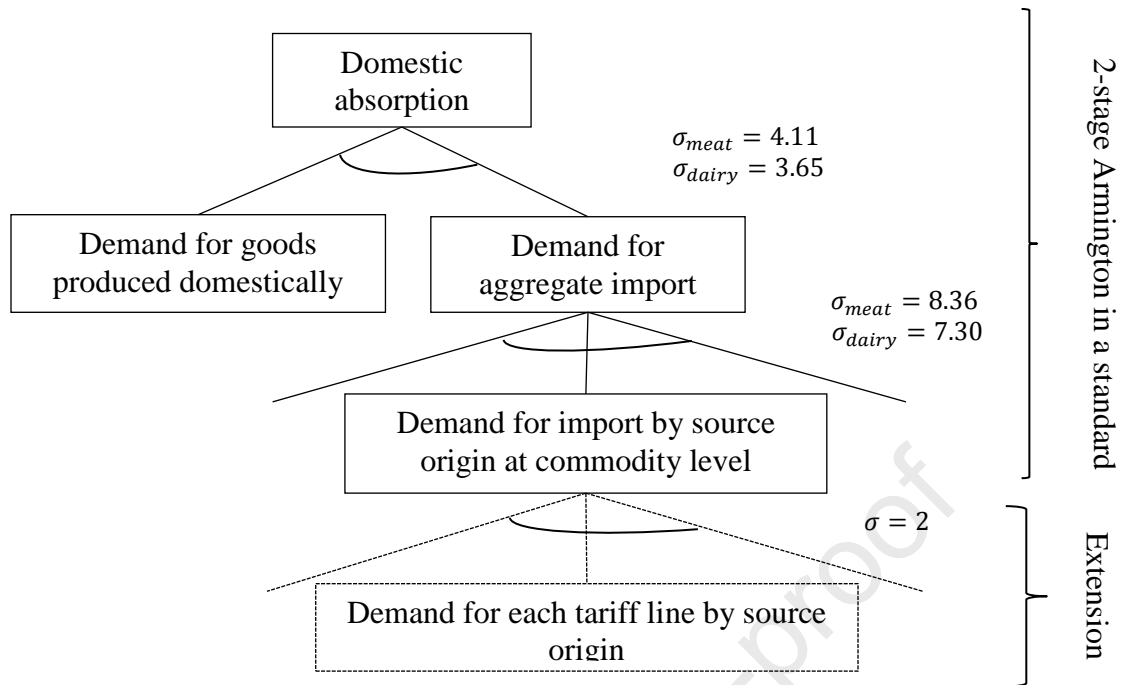 Domestic
absorption
σ_meat = 4.11
σ_dairy = 3.65
Demand for goods
produced domestically
Demand for
aggregate import
σ_meat = 8.36
σ_dairy = 7.30
Demand for import by source
origin at commodity level
σ = 2
Demand for each tariff line by source
origin
2-stage Armington in a standard
Extension
proof